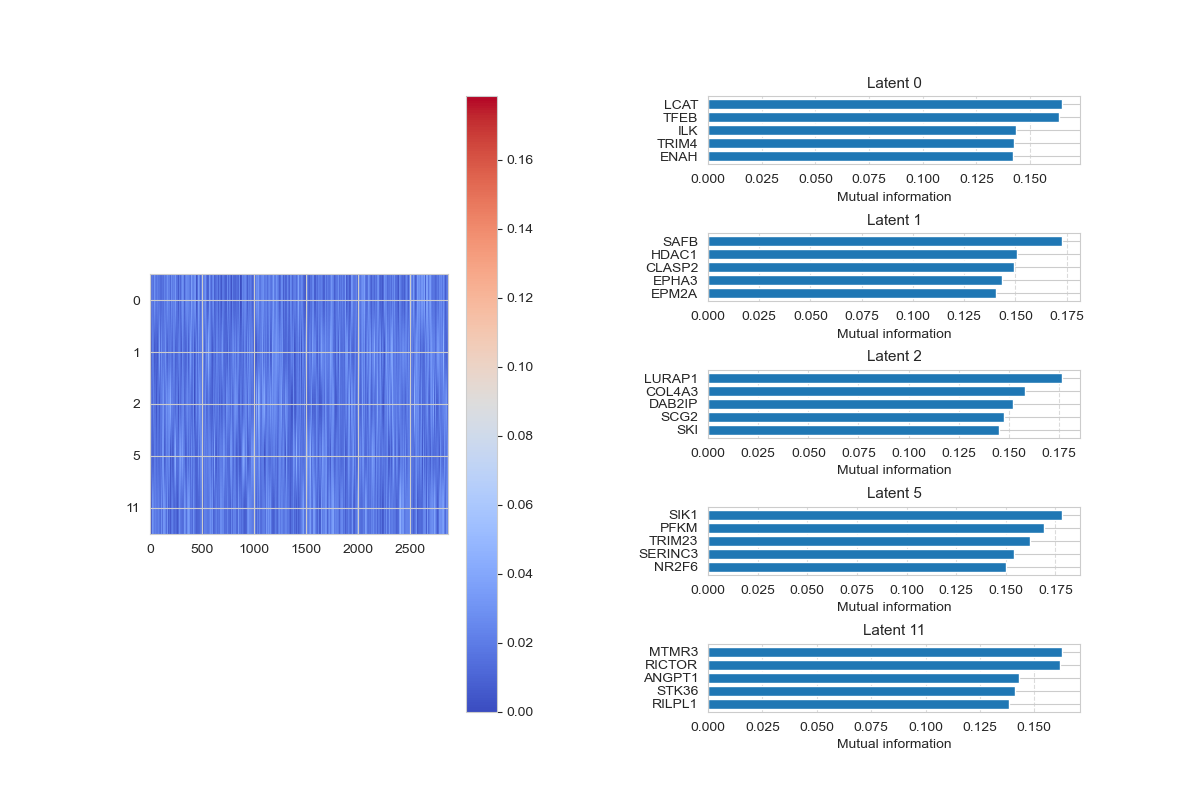 0
1
2
5
11
0 500 1000 1500 2000 2500
0.16
0.14
0.12
0.10
0.08
0.06
0.04
0.02
0.00
Latent 0
LCAT
TFEB
ILK
TRIM4
ENAH
0.000 0.025 0.050 0.075 0.100 0.125 0.150
Mutual information
Latent 1
SAFB
HDAC1
CLASP2
EPHA3
EPM2A
0.000 0.025 0.050 0.075 0.100 0.125 0.150 0.175
Mutual information
Latent 2
LURAP1
COL4A3
DAB2IP
SCG2
SKI
0.000 0.025 0.050 0.075 0.100 0.125 0.150 0.175
Mutual information
Latent 5
SIK1
PFKM
TRIM23
SERINC3
NR2F6
0.000 0.025 0.050 0.075 0.100 0.125 0.150 0.175
Mutual information
Latent 11
MTMR3
RICTOR
ANGPT1
STK36
RILPL1
0.000 0.025 0.050 0.075 0.100 0.125 0.150
Mutual information